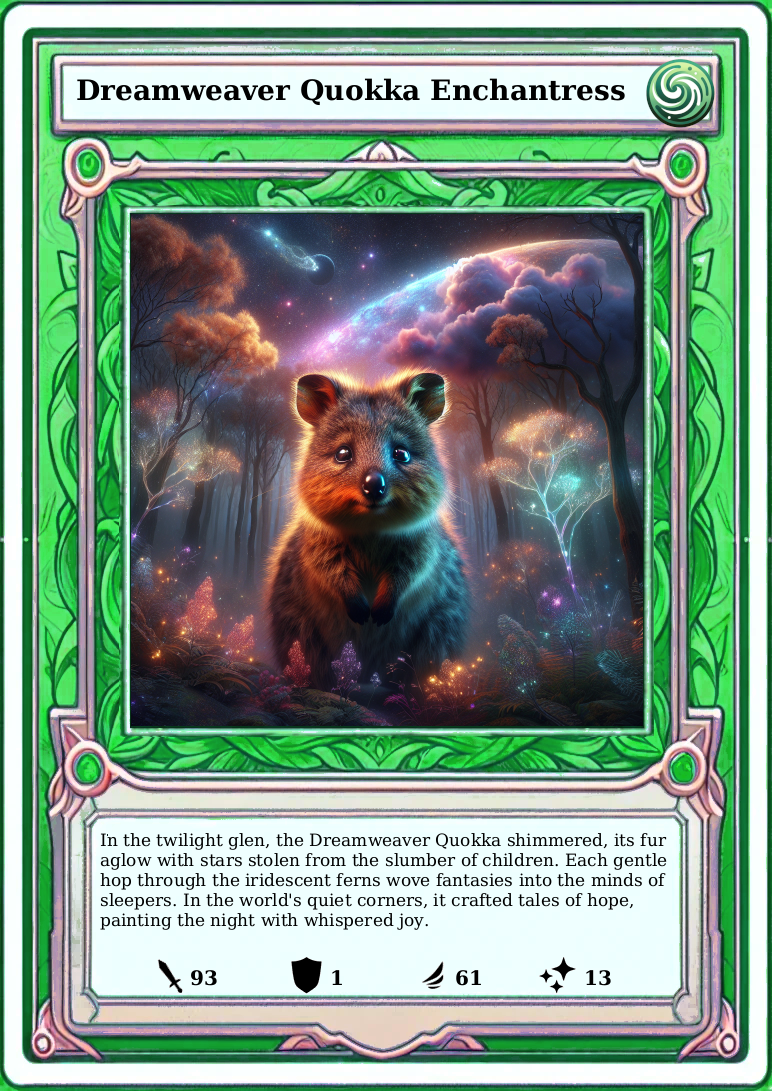 Dreamweaver Quokka Enchantress
In the twilight glen, the Dreamweaver Quokka shimmered, its fur
aglow with stars stolen from the slumber of children. Each gentle
hop through the iridescent ferns wove fantasies into the minds of
sleepers. In the world's quiet corners, it crafted tales of hope,
painting the night with whispered joy.
93 1 61 13